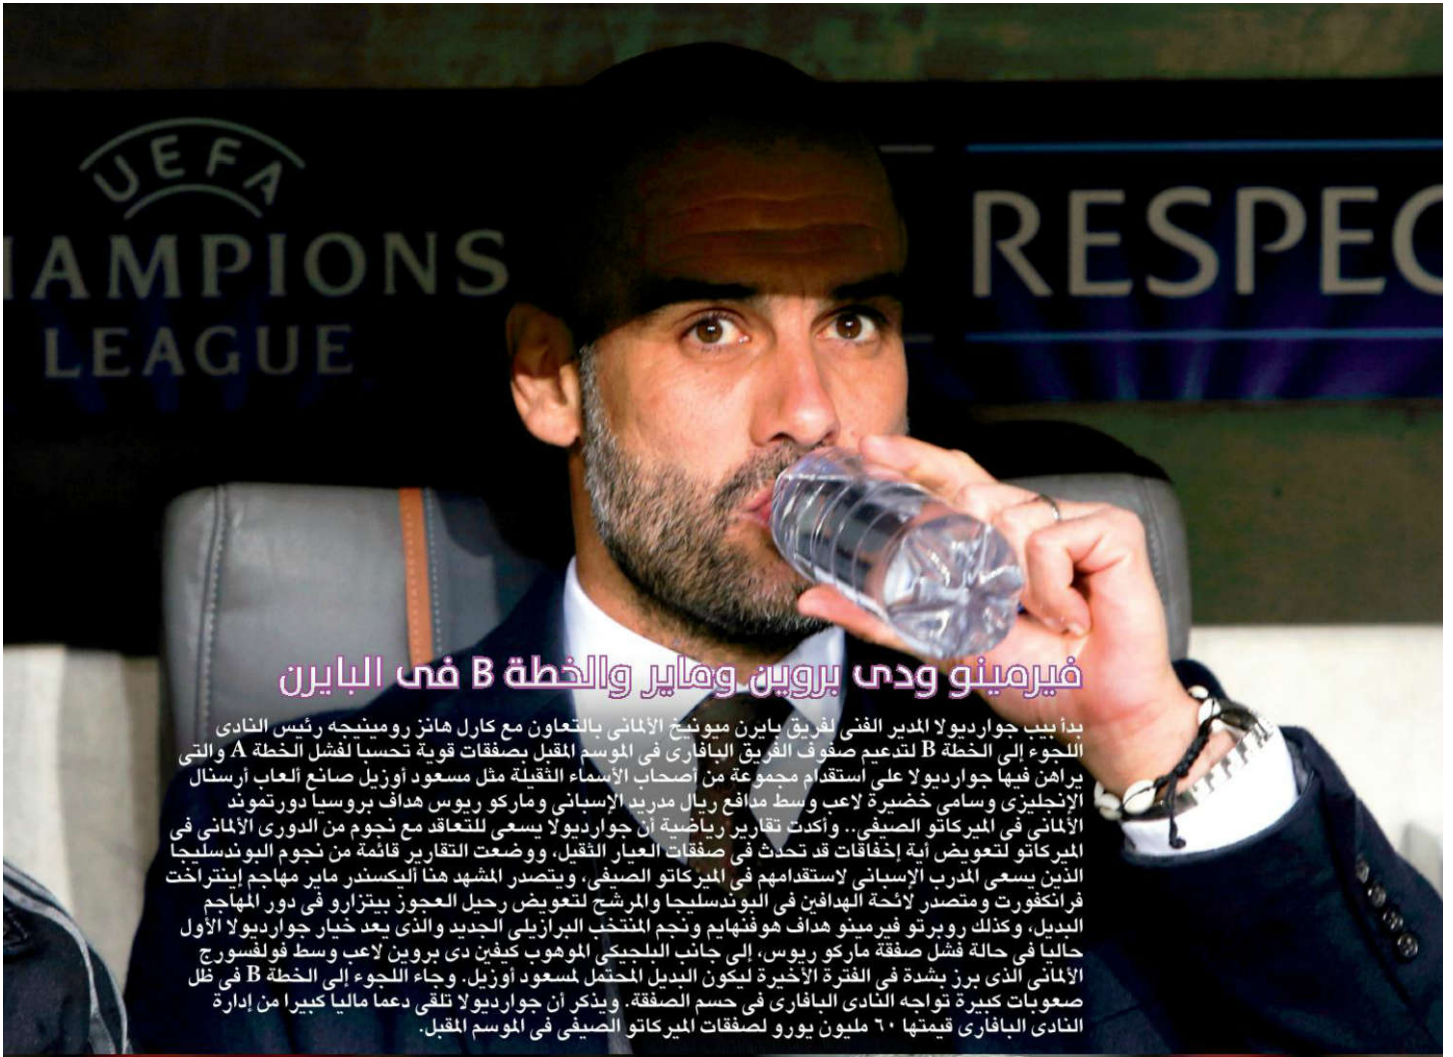 UEFA
HAMPIONS
LEAGUE
RESPEC
فيرمينو ودى بروين وماير والخطة B فى البايرن
بدأ بيب جوارديولا المدير الفنى لفريق بايرن ميونيخ الألمانى بالتعاون مع كارل هانز رومينيجه رئيس النادى
اللجوء إلى الخطة B لتدعيم صفوف الفريق البافارى فى الموسم المقبل بصفقات قوية تحسبا لفشل الخطة A والتى
يراهن فيها جوارديولا على استقدام مجموعة من أصحاب الأسماء الثقيلة مثل مسعود أوزيل صانع ألعاب أرسنال
الإنجليزى وسامى خضيرة لاعب وسط مدافع ريال مدريد الإسبانى وماركو ريوس هداف بروسيا دورتموند
الألمانى فى الميركاتو الصيفى.. وأكدت تقارير رياضية أن جوارديولا يسعى للتعاقد مع نجوم من الدورى الألمانى فى
الميركاتو لتعويض أية إخفاقات قد تحدث فى صفقات العيار الثقيل، ووضعت التقارير قائمة من نجوم البوندسليجا
الذين يسعى المدرب الإسبانى لاستقدامهم فى الميركاتو الصيفى، ويتصدر المشهد هنا أليكسندر ماير مهاجم إينتراخت
فرانكفورت ومتصدر لائحة الهدافين فى البوندسليجا والمرشح لتعويض رحيل العجوز بيتزارو فى دور المهاجم
البديل، وكذلك روبرتو فيرمينو هداف هوفنهايم ونجم المنتخب البرازيلى الجديد والذى يعد خيار جوارديولا الأول
حاليا فى حالة فشل صفقة ماركو ريوس، إلى جانب البلجيكى الموهوب كيفين دى بروين لاعب وسط فولفسورج
الألمانى الذى برز بشدة فى الفترة الأخيرة ليكون البديل المحتمل لمسعود أوزيل. وجاء اللجوء إلى الخطة B فى ظل
صعوبات كبيرة تواجه النادى البافارى فى حسم الصفقة. ويذكر أن جوارديولا تلقى دعما ماليا كبيرا من إدارة
النادى البافارى قيمتها ٦٠ مليون يورو لصفقات الميركاتو الصيفى فى الموسم المقبل.